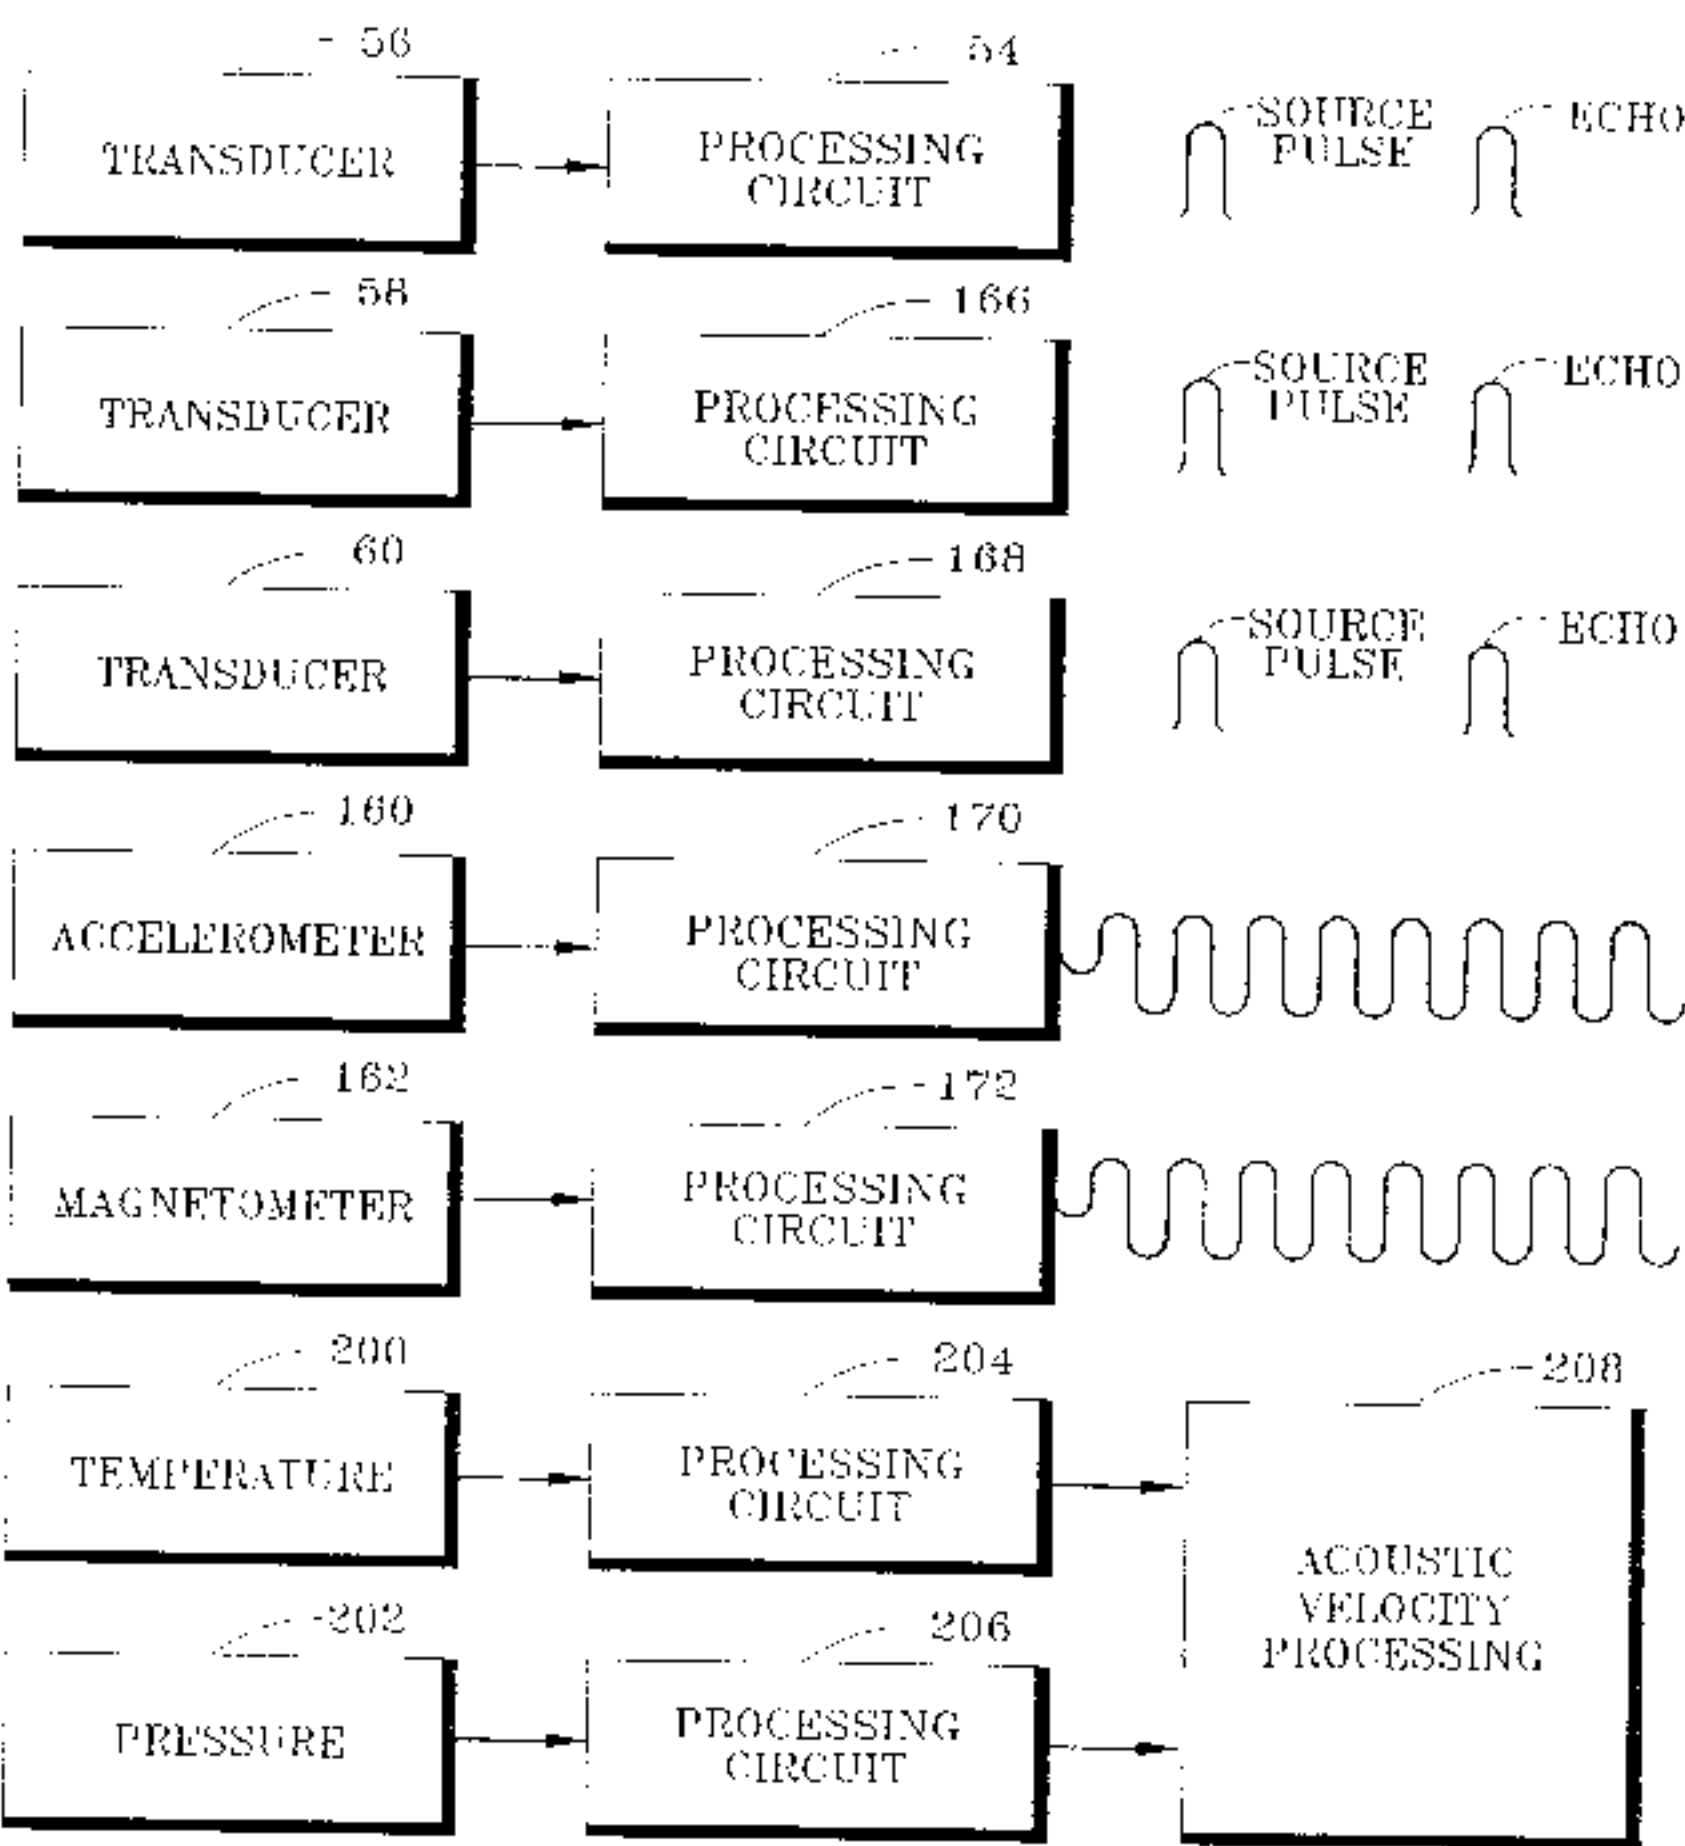 56
54
TRANSDUCER
PROCESSING
CIRCUIT
SOURCE
PULSE
ECHO
58
166
TRANSDUCER
PROCESSING
CIRCUIT
SOURCE
PULSE
ECHO
60
168
TRANSDUCER
PROCESSING
CIRCUIT
SOURCE
PULSE
ECHO
160
170
ACCELEROMETER
PROCESSING
CIRCUIT
162
172
MAGNETOMETER
PROCESSING
CIRCUIT
200
204
208
TEMPERATURE
PROCESSING
CIRCUIT
ACOUSTIC
VELOCITY
PROCESSING
202
206
PRESSURE
PROCESSING
CIRCUIT